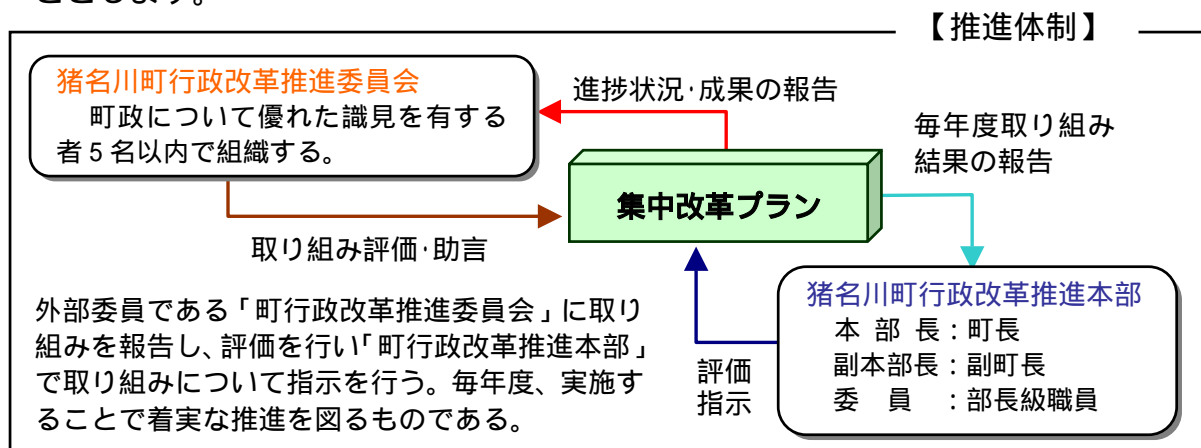 こととします。
【推進体制】
猪名川町行政改革推進委員会
町政について優れた識見を有する
者5名以内で組織する。
進捗状況・成果の報告
毎年度取り組み
結果の報告
集中改革プラン
取り組み評価・助言
猪名川町行政改革推進本部
本 部 長：町長
副本部長：副町長
委 員 ：部長級職員
評価
指示
外部委員である「町行政改革推進委員会」に取り
組みを報告し、評価を行い「町行政改革推進本部」
で取り組みについて指示を行う。毎年度、実施す
ることで着実な推進を図るものである。